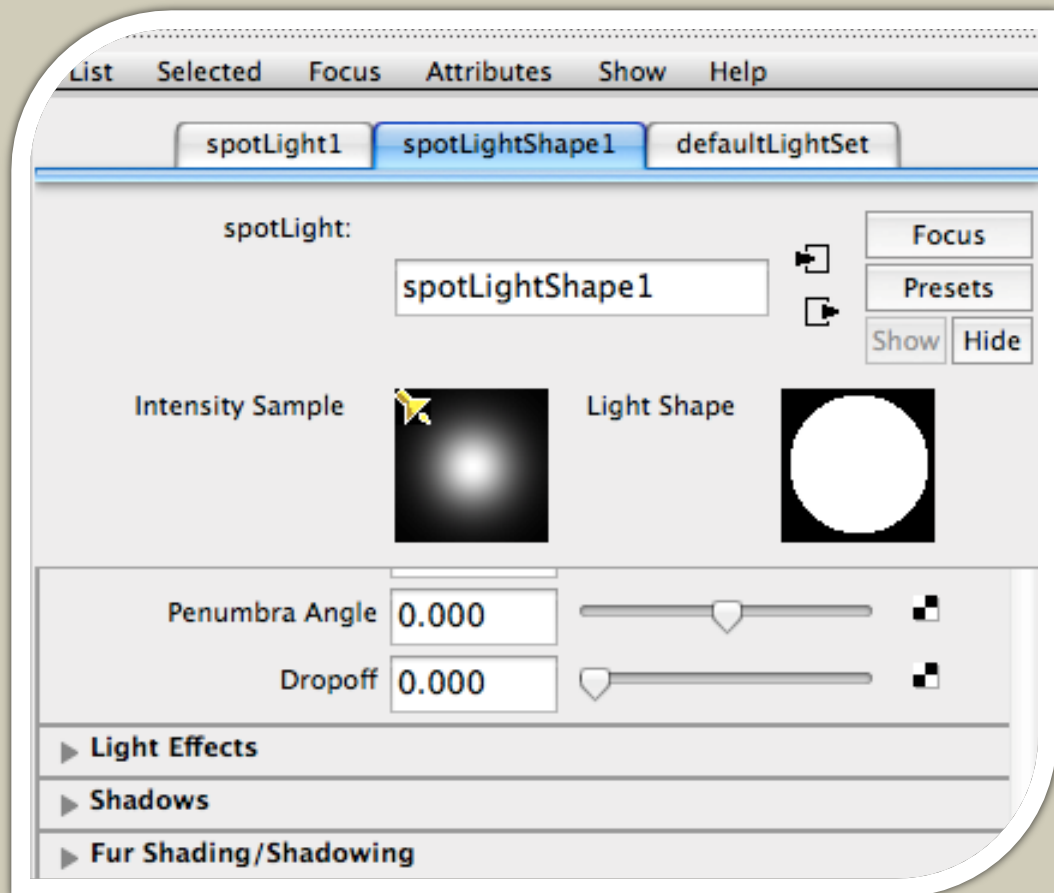 List Selected Focus Attributes Show Help
spotLight1 spotLightShape1 defaultLightSet
spotLight:
Focus
spotLightShape1
Presets
Show Hide
Intensity Sample Light Shape
Penumbra Angle 0.000
Dropoff 0.000
Light Effects
Shadows
Fur Shading/Shadowing